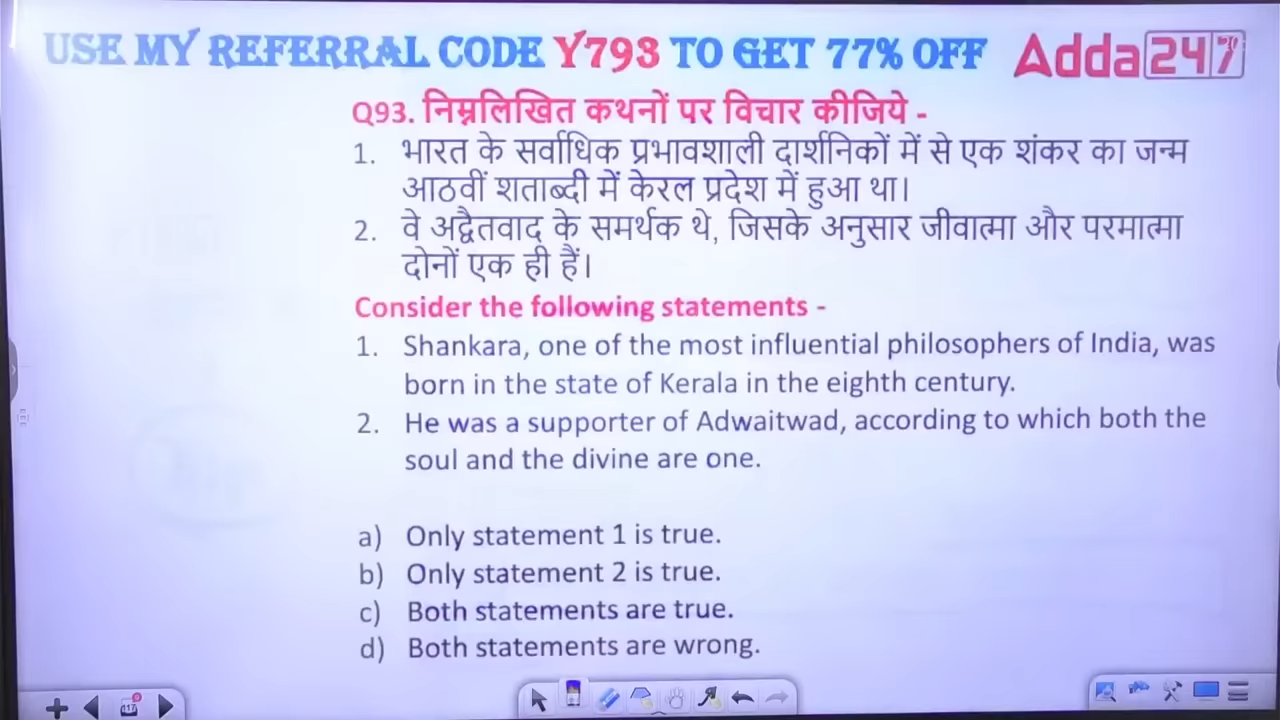 USE MY REFERRAL CODE Y793 TO GET 77% OFF
Adda247
Q93. निम्नलिखित कथनों पर विचार कीजिये -
1. भारत के सर्वाधिक प्रभावशाली दार्शनिकों में से एक शंकर का जन्म
आठवीं शताब्दी में केरल प्रदेश में हुआ था।
2. वे अद्वैतवाद के समर्थक थे, जिसके अनुसार जीवात्मा और परमात्मा
दोनों एक ही हैं।
Consider the following statements -
1. Shankara, one of the most influential philosophers of India, was
born in the state of Kerala in the eighth century.
2. He was a supporter of Adwaitwad, according to which both the
soul and the divine are one.
a) Only statement 1 is true.
b) Only statement 2 is true.
c) Both statements are true.
d) Both statements are wrong.